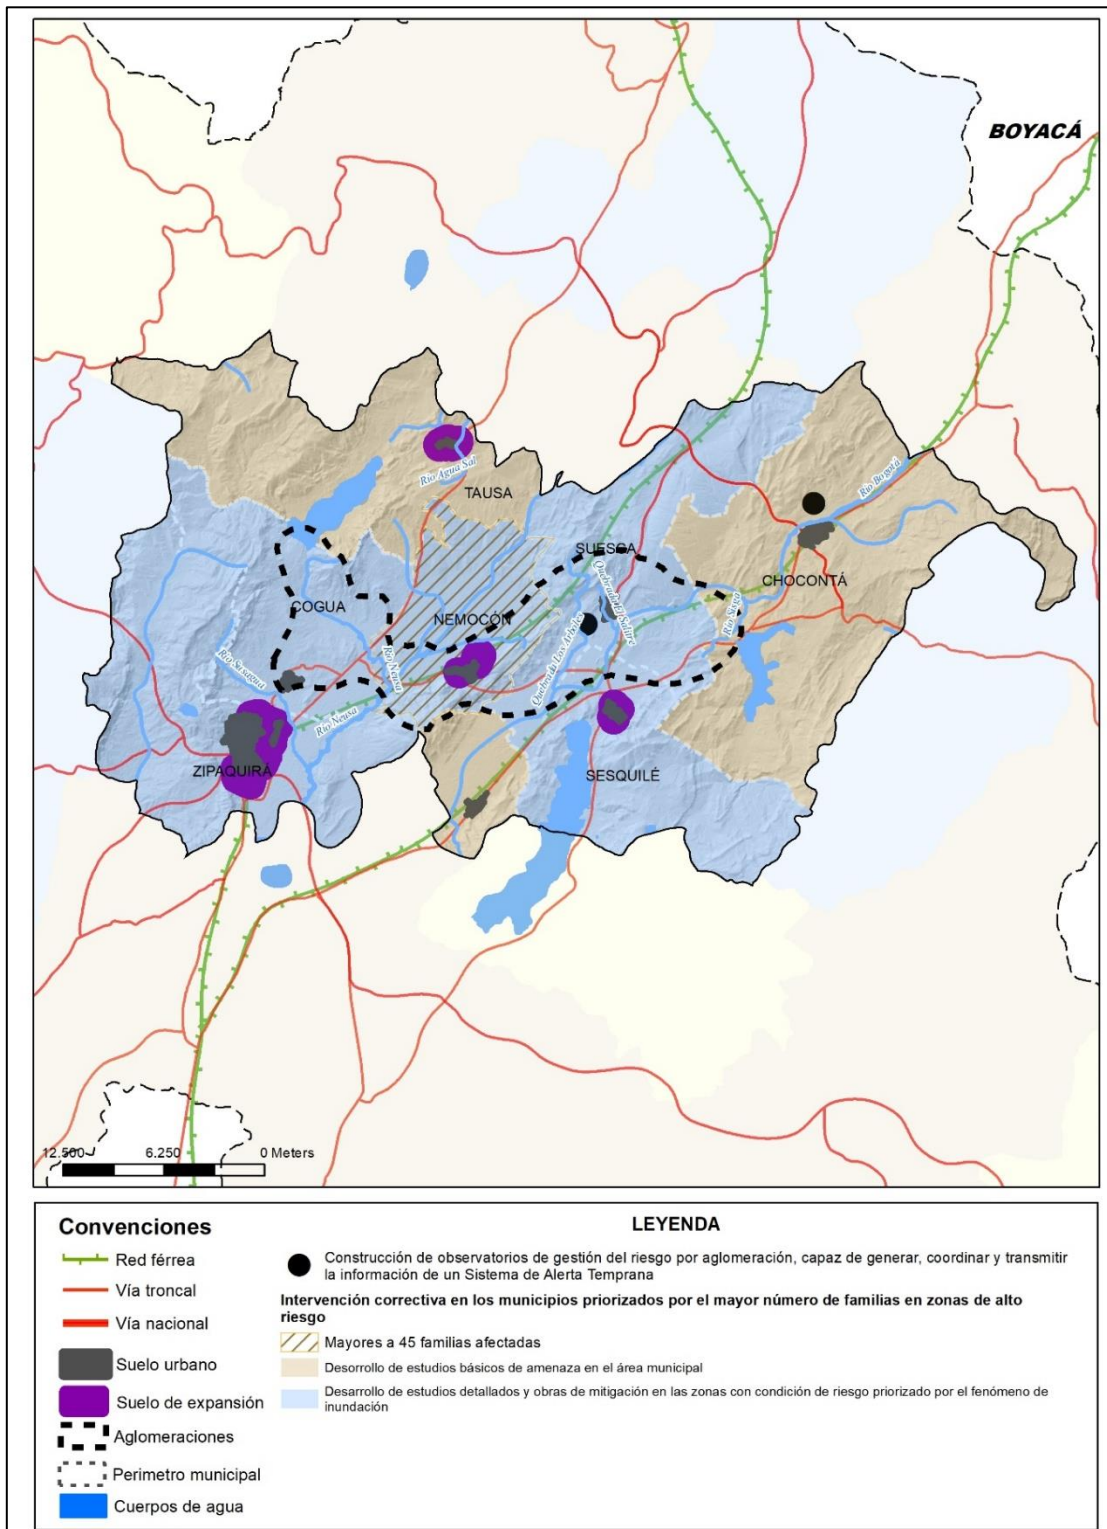 BOYACÁ
Río Agua Sal
TAUSA
Río Bogotá
SUESCA
CHOCONTÁ
COGUA
NEMOCÓN
Río Sisga
Río Susagua
Río Neusa
Río Neusa
ZIPAQUIRÁ
SESQUILÉ
12.500
6.250
0 Meters
Convenciones
Red férrea
Vía troncal
Vía nacional
Suelo urbano
Suelo de expansión
Aglomeraciones
Perimetro municipal
Cuerpos de agua
LEYENDA
Construcción de observatorios de gestión del riesgo por aglomeración, capaz de generar, coordinar y transmitir
la información de un Sistema de Alerta Temprana
Intervención correctiva en los municipios priorizados por el mayor número de familias en zonas de alto
riesgo
Mayores a 45 familias afectadas
Desorrollo de estudios básicos de amenaza en el área municipal
Desarrollo de estudios detallados y obras de mitigación en las zonas con condición de riesgo priorizado por el fenómeno de
inundación